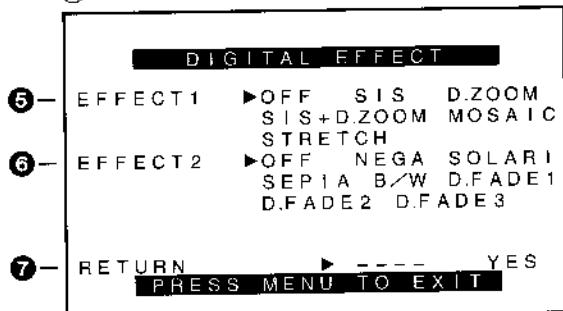 DIGITAL EFFECT
5 EFFECT1 ▶OFF SIS D.ZOOM
SIS+D.ZOOM MOSAIC
STRETCH
6 EFFECT2 ▶OFF NEGA SOLARI
SEPIA B/W D.FADE1
D.FADE2 D.FADE3
7 RETURN ▶ ---- YES
PRESS MENU TO EXIT